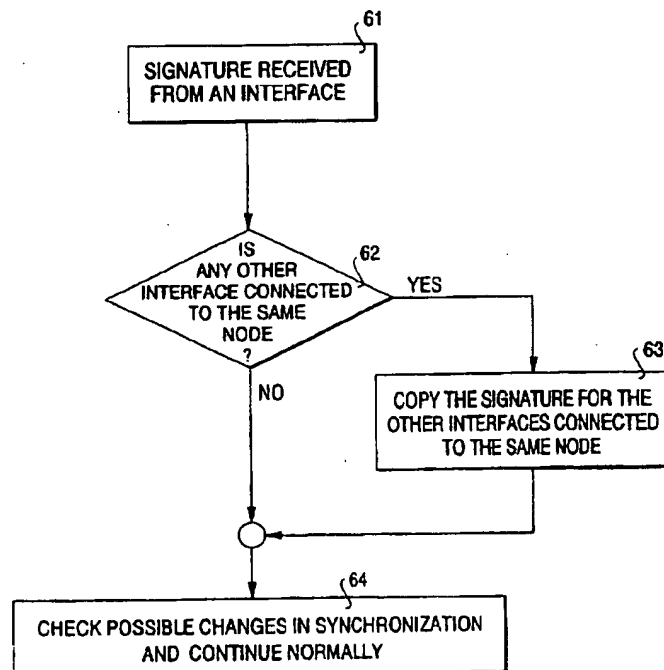 61
SIGNATURE RECEIVED
FROM AN INTERFACE
62
IS
ANY OTHER
INTERFACE CONNECTED
TO THE SAME
NODE
?
YES
NO
63
COPY THE SIGNATURE FOR THE
OTHER INTERFACES CONNECTED
TO THE SAME NODE
64
CHECK POSSIBLE CHANGES IN SYNCHRONIZATION
AND CONTINUE NORMALLY